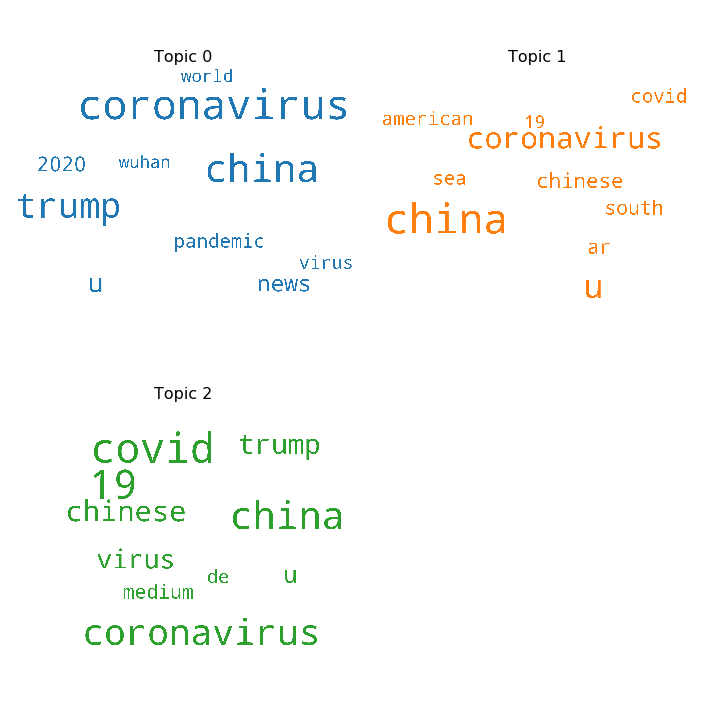 Topic 0
world
coronavirus
2020 wuhan china
trump
pandemic
virus
u news
Topic 1
covid
american 19
coronavirus
sea chinese
south
china
ar
u
Topic 2
covid trump
19
chinese china
virus
de u
medium
coronavirus